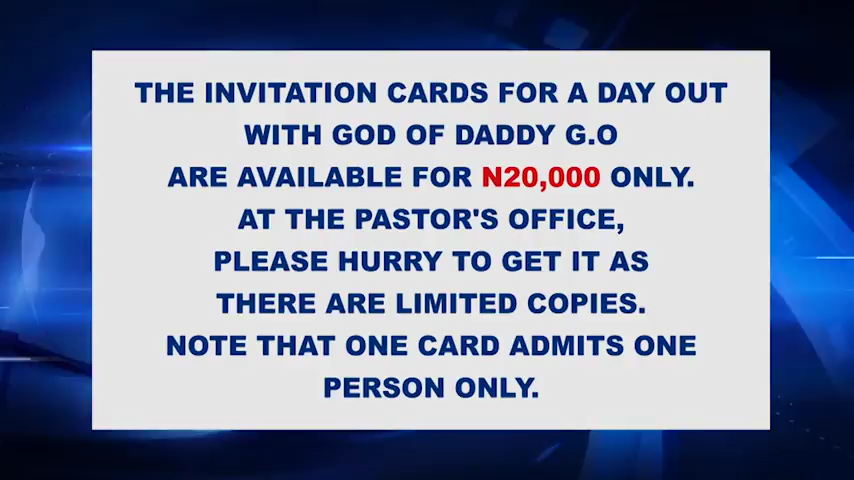 THE INVITATION CARDS FOR A DAY OUT
WITH GOD OF DADDY G.O
ARE AVAILABLE FOR N20,000 ONLY.
AT THE PASTOR'S OFFICE,
PLEASE HURRY TO GET IT AS
THERE ARE LIMITED COPIES.
NOTE THAT ONE CARD ADMITS ONE
PERSON ONLY.